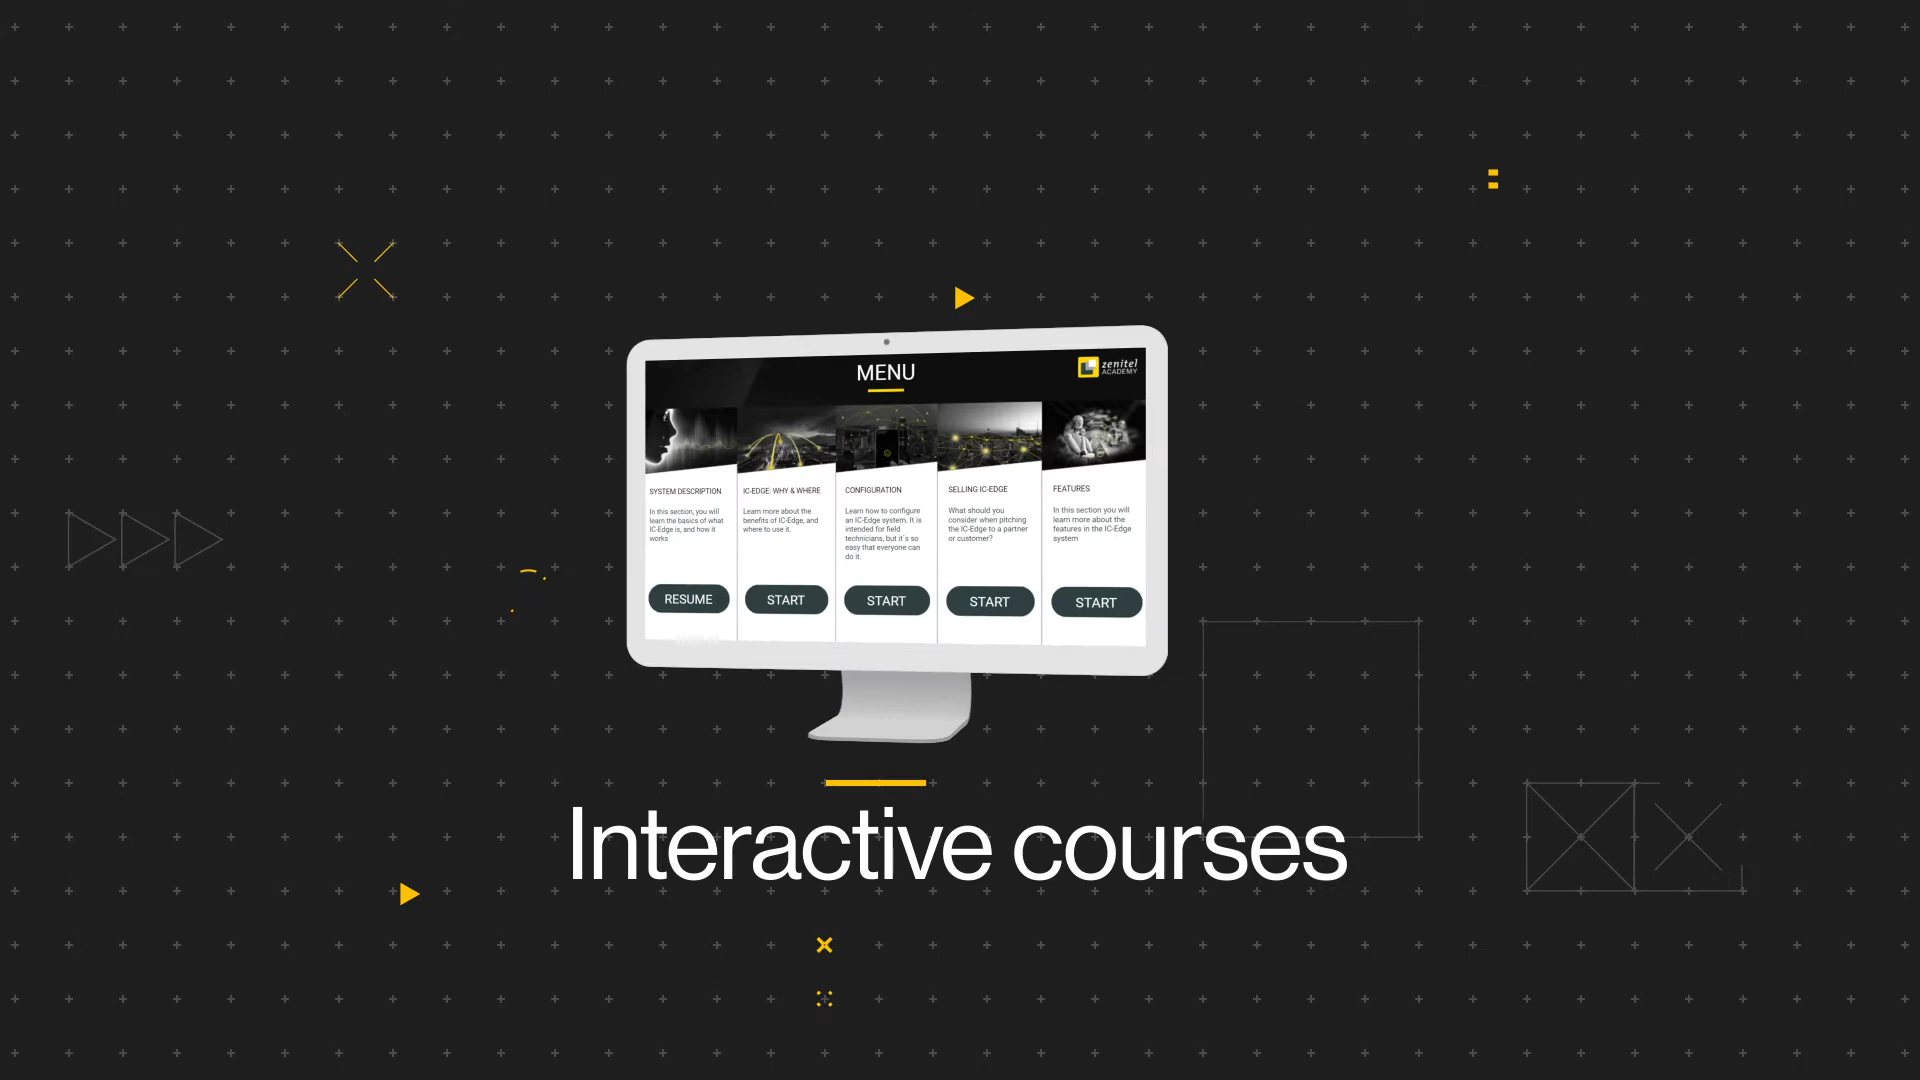 MENU
zenitel
ACADEMY
SYSTEM DESCRIPTION
In this section, you will
learn the basics of what
IC-Edge is, and how it
works
RESUME
IC-EDGE: WHY & WHERE
Learn more about the
benefits of IC-Edge, and
where to use it.
START
CONFIGURATION
Learn how to configure
an IC-Edge system. It is
intended for field
technicians, but it´s so
easy that everyone can
do it.
START
SELLING IC-EDGE
What should you
consider when pitching
the IC-Edge to a partner
or customer?
START
FEATURES
In this section you will
learn more about the
features in the IC-Edge
system
START
Interactive courses